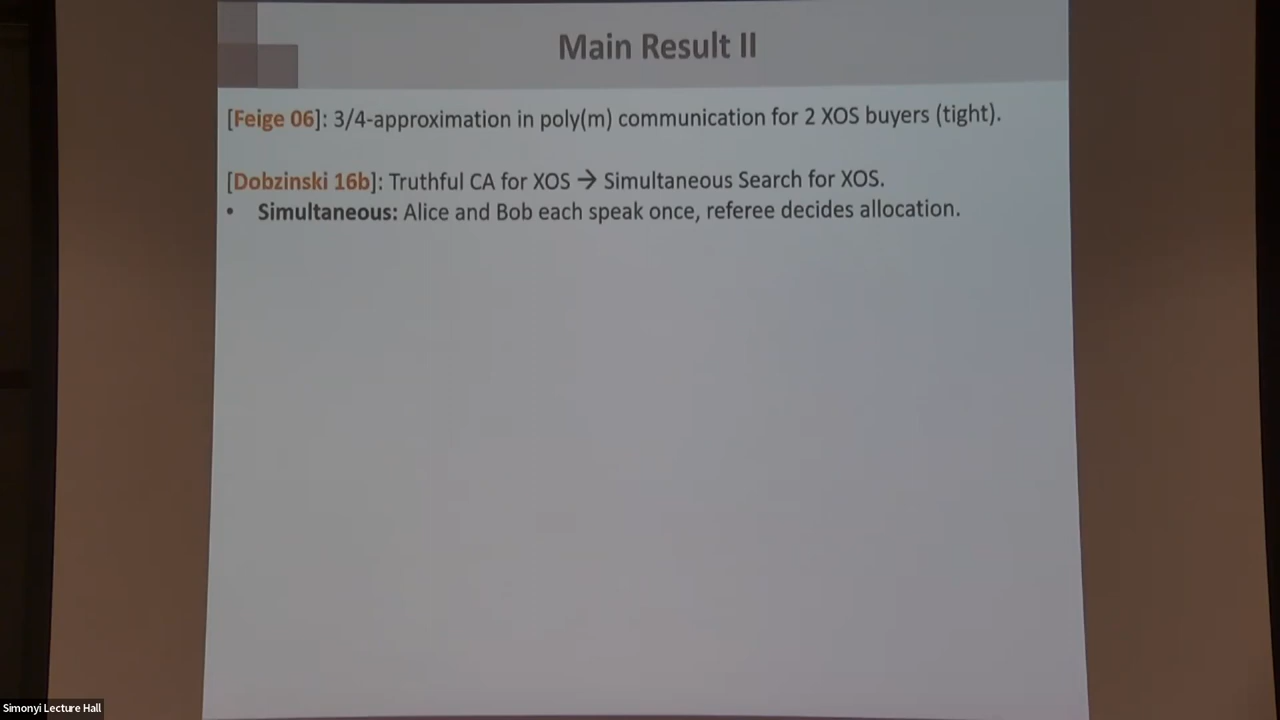 Main Result II
[Feige 06]: 3/4-approximation in poly(m) communication for 2 XOS buyers (tight).
[Dobzinski 16b]: Truthful CA for XOS → Simultaneous Search for XOS.
• Simultaneous: Alice and Bob each speak once, referee decides allocation.
Simonyi Lecture Hall